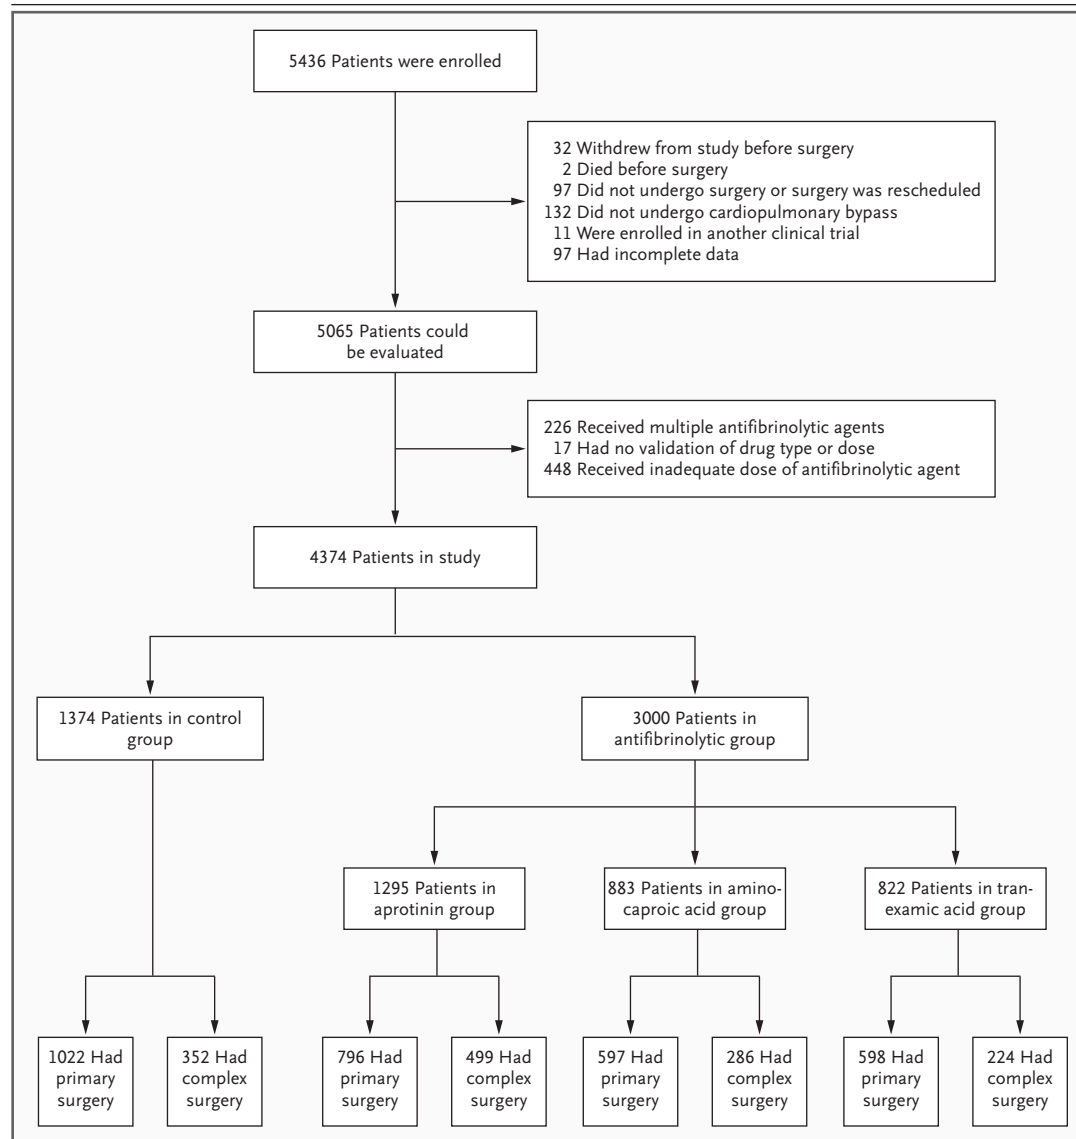 5436 Patients were enrolled
32 Withdrew from study before surgery
2 Died before surgery
97 Did not undergo surgery or surgery was rescheduled
132 Did not undergo cardiopulmonary bypass
11 Were enrolled in another clinical trial
97 Had incomplete data
5065 Patients could
be evaluated
226 Received multiple antifibrinolytic agents
17 Had no validation of drug type or dose
448 Received inadequate dose of antifibrinolytic agent
4374 Patients in study
1374 Patients in control
group
3000 Patients in
antifibrinolytic group
1295 Patients in
aprotinin group
883 Patients in amino-
caproic acid group
822 Patients in tran-
examic acid group
1022 Had
primary
surgery
352 Had
complex
surgery
796 Had
primary
surgery
499 Had
complex
surgery
597 Had
primary
surgery
286 Had
complex
surgery
598 Had
primary
surgery
224 Had
complex
surgery